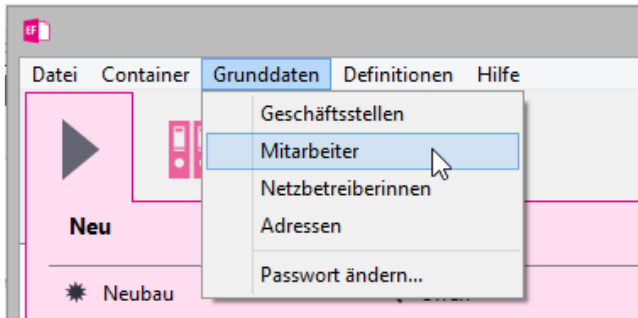 EF
Datei Container Grunddaten Definitionen Hilfe
Geschäftsstellen
Mitarbeiter
Netzbetreiberinnen
Adressen
Passwort ändern...
Neu
Neubau